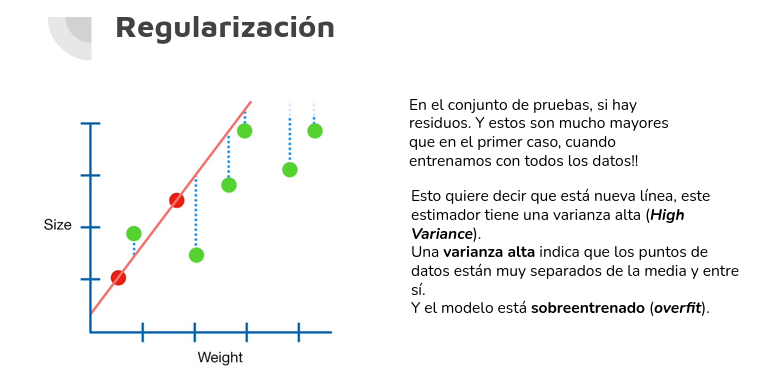 Regularización
En el conjunto de pruebas, si hay
residuos. Y estos son mucho mayores
que en el primer caso, cuando
entrenamos con todos los datos!!
Esto quiere decir que está nueva línea, este
estimador tiene una varianza alta (High
Variance).
Una varianza alta indica que los puntos de
datos están muy separados de la media y entre
sí.
Y el modelo está sobreentrenado (overfit).
Size
Weight